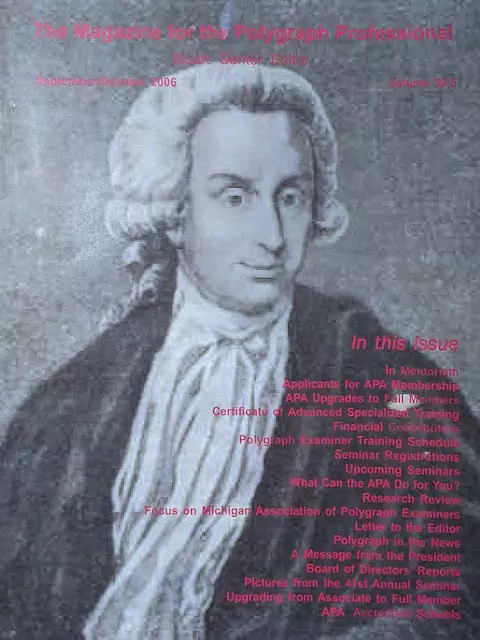 The Magazine for the Polygraph Professional
Editor
September/October, 2006
Volume
In this Issue
In Memorium
Applicants for APA Membership
APA Upgrades to Full Members
Certificate of Advanced Specialized Training
Financial Contributors
Polygraph Examiner Training Schedule
Seminar Registrations
Upcoming Seminars
What Can the APA Do for You?
Research Review
Focus on Michigan Association of Polygraph Examiners
Letter to the Editor
Polygraph in the News
A Message from the President
Board of Directors' Reports
Pictures from the 41st Annual Seminar
Upgrading from Associate to Full Member
APA Accredited Schools